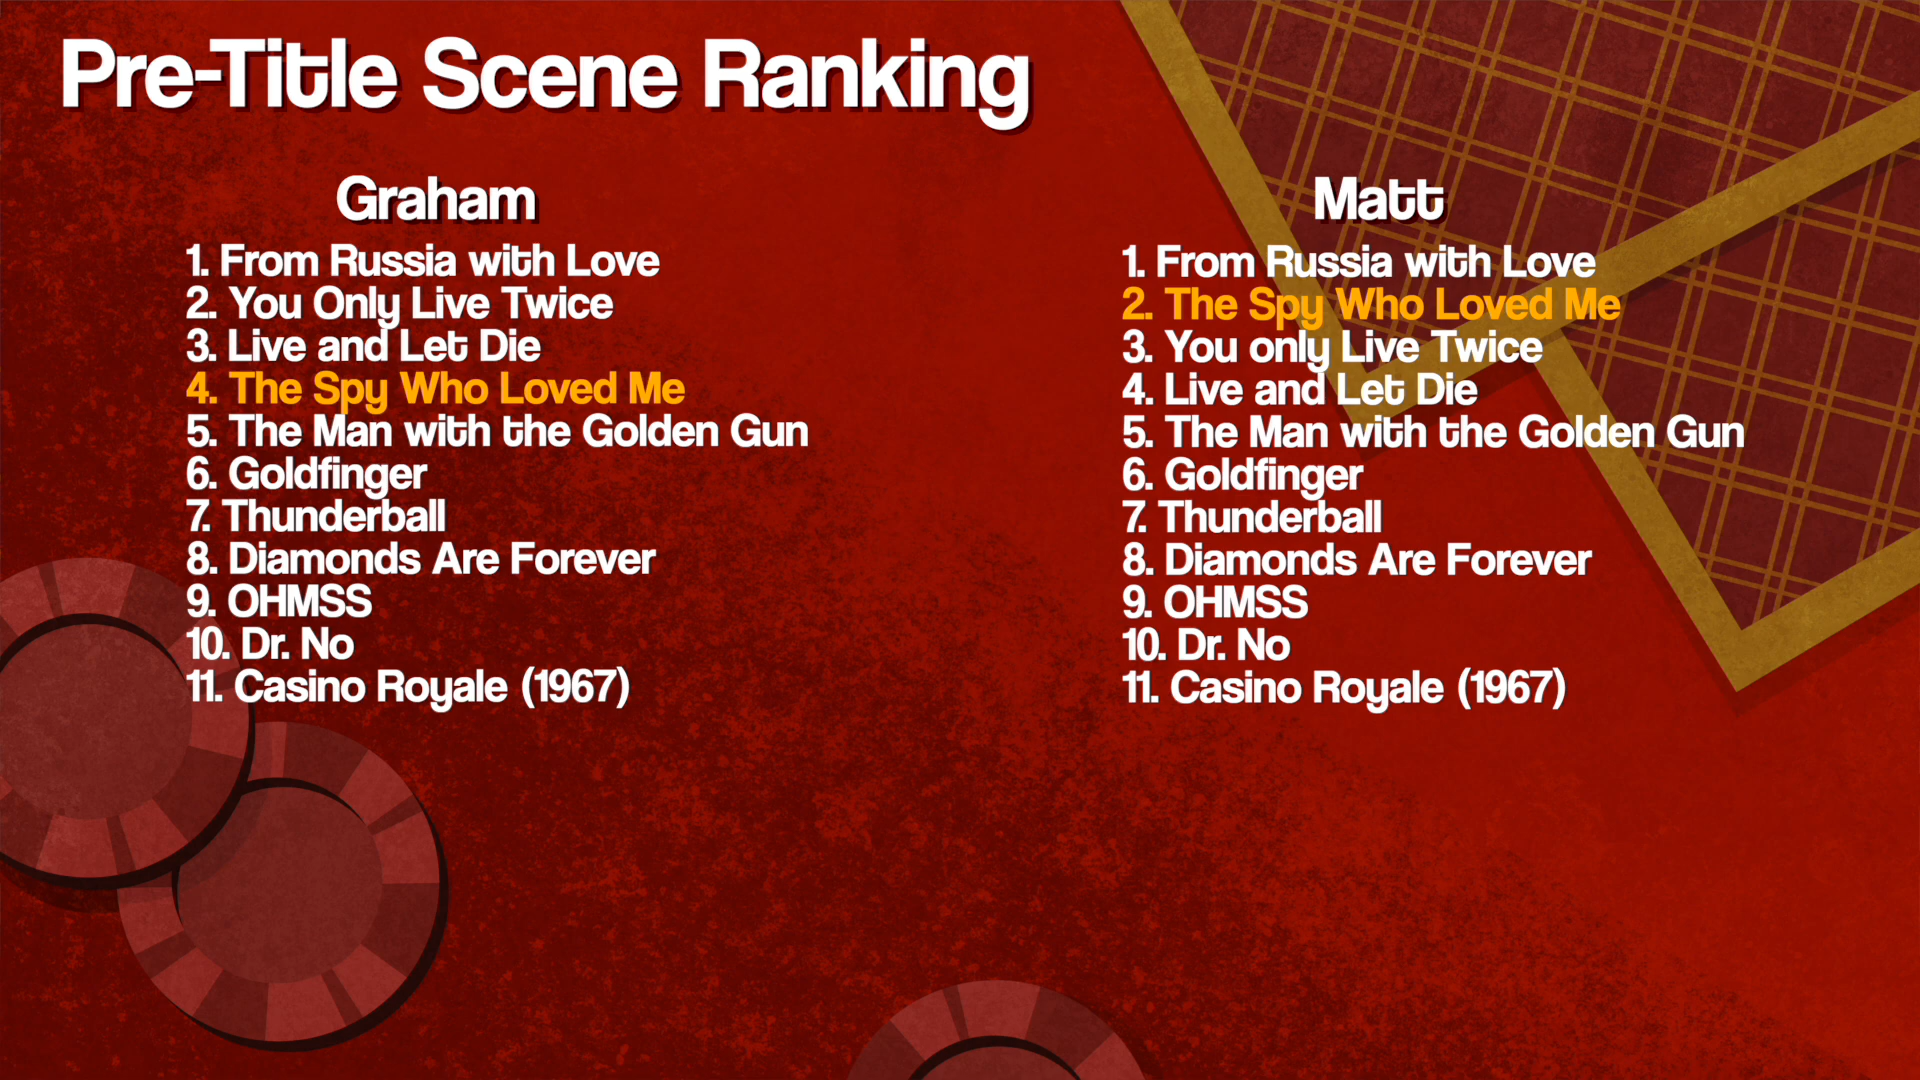 Pre-Title Scene Ranking
Graham
1. From Russia with Love
2. You Only Live Twice
3. Live and Let Die
4. The Spy Who Loved Me
5. The Man with the Golden Gun
6. Goldfinger
7. Thunderball
8. Diamonds Are Forever
9. OHMSS
10. Dr. No
11. Casino Royale (1967)
Matt
1. From Russia with Love
2. The Spy Who Loved Me
3. You only Live Twice
4. Live and Let Die
5. The Man with the Golden Gun
6. Goldfinger
7. Thunderball
8. Diamonds Are Forever
9. OHMSS
10. Dr. No
11. Casino Royale (1967)